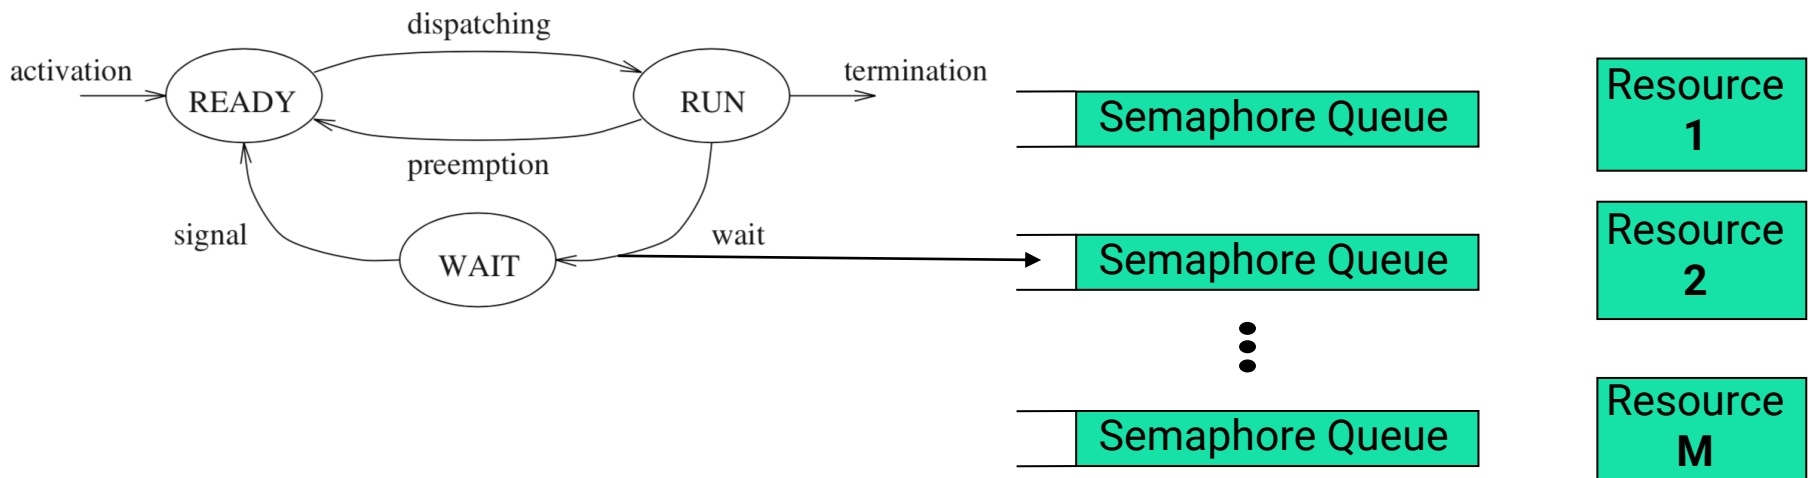 dispatching
activation
READY
RUN
termination
preemption
signal
WAIT
wait
Semaphore Queue
Resource
1
Semaphore Queue
Resource
2
Semaphore Queue
Resource
M